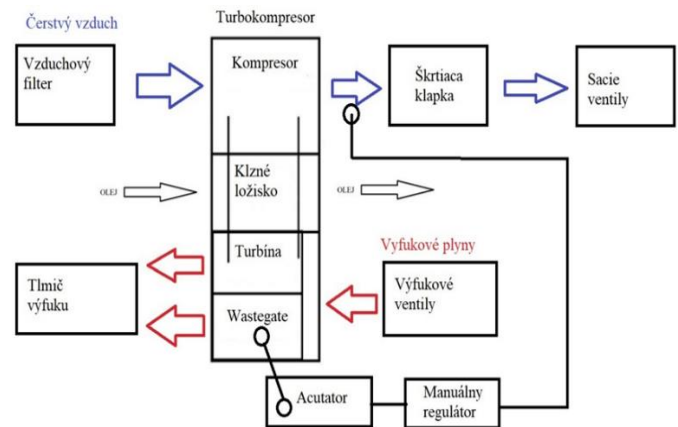 Turbokompresor
Čerstvý vzduch
Vzduchový
filter
Kompresor
Škrtiaca
klapka
Sacie
ventily
Klzné
ložisko
OLEJ
OLEJ
Turbína
Vyfukové plyny
Tlmič
výfuku
Výfukové
ventily
Wastegate
Acutator
Manuálny
regulátor